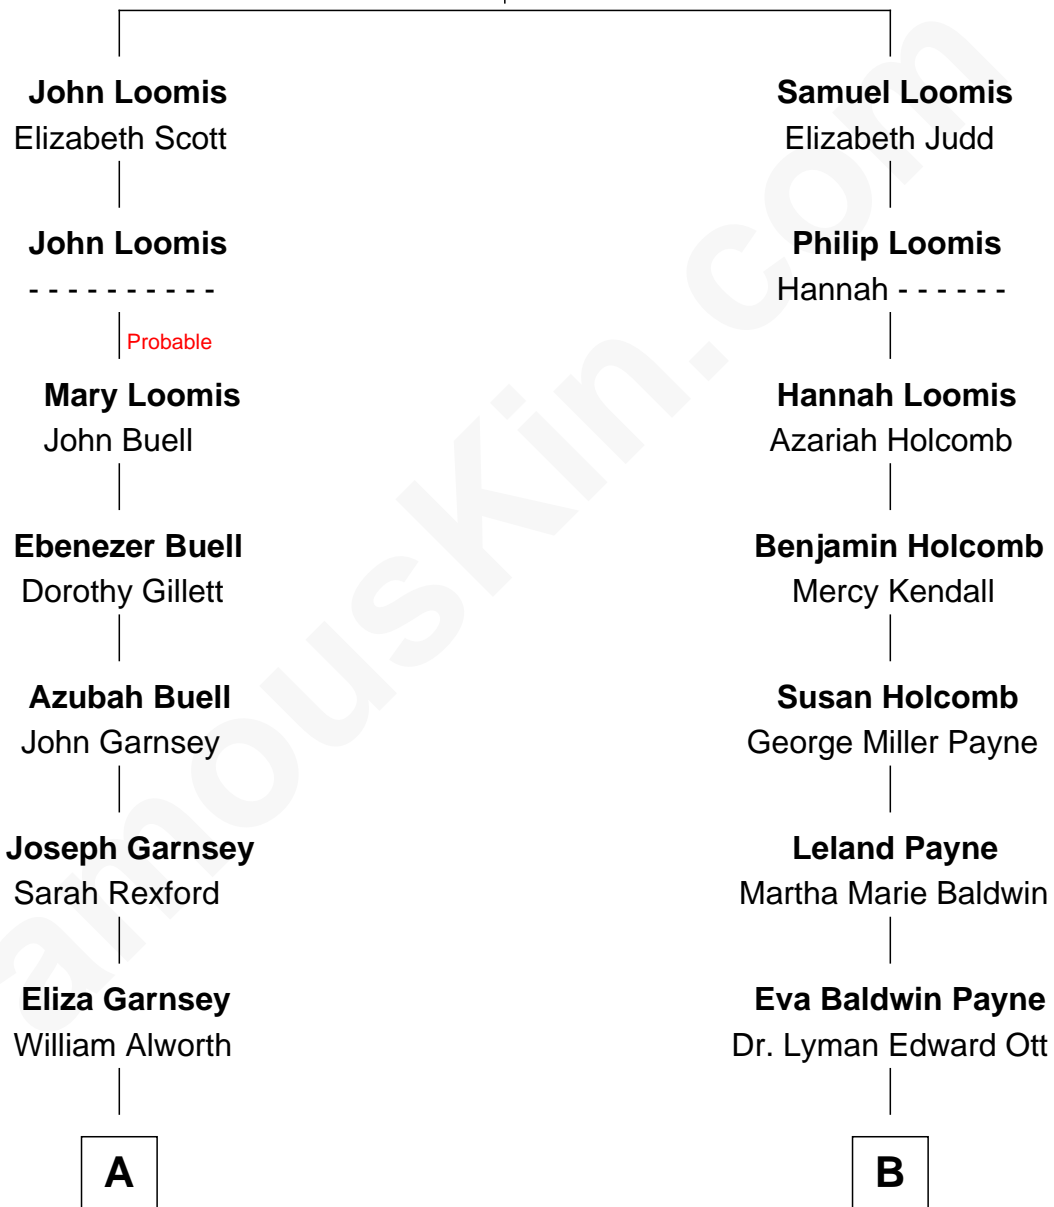 John Loomis
Elizabeth Scott
John Loomis
- - - - - - - - - -
Probable
Mary Loomis
John Buell
Ebenezer Buell
Dorothy Gillett
Azubah Buell
John Garnsey
Joseph Garnsey
Sarah Rexford
Eliza Garnsey
William Alworth
A
Samuel Loomis
Elizabeth Judd
Philip Loomis
Hannah - - - - - -
Hannah Loomis
Azariah Holcomb
Benjamin Holcomb
Mercy Kendall
Susan Holcomb
George Miller Payne
Leland Payne
Martha Marie Baldwin
Eva Baldwin Payne
Dr. Lyman Edward Ott
B
amouskin.com